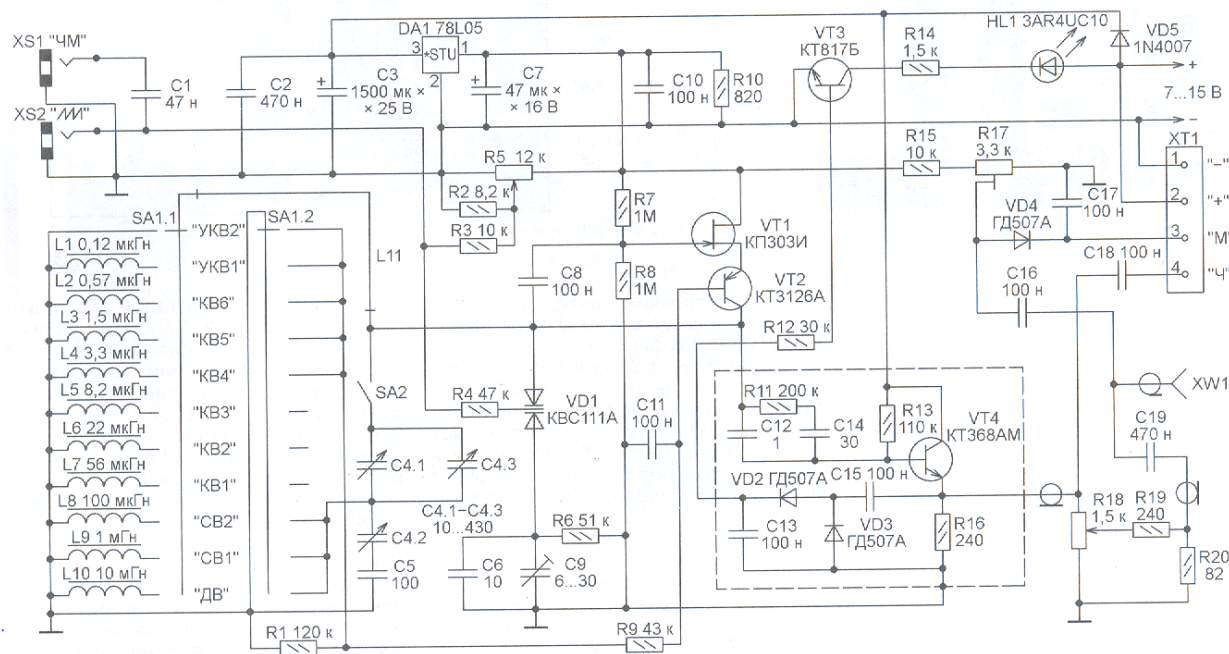 XS1 "ЧМ"
XS2 "ЛЛЛ"
C1
47 н
C2
470 н
C3
1500 мк ×
× 25 В
DA1 78L05
3 *STU 1
2
C7
47 мк ×
× 16 В
C10
100 н
R10
820
VT3
КТ817Б
R14
1,5 к
HL1 3AR4UC10
VD5
1N4007
+
7...15 В
−
XT1
1 "−"
2 "+"
3 "М"
4 "Ч"
R5 12 к
R2 8,2 к
R3 10 к
R15
10 к
R17
3,3 к
VD4
ГД507А
C17
100 н
C18 100 н
C16
100 н
R7
1М
R8
1М
VT1
КП303И
VT2
КТ3126А
C8
100 н
SA1.1
SA1.2
L11
L1 0,12 мкГн
L2 0,57 мкГн
L3 1,5 мкГн
L4 3,3 мкГн
L5 8,2 мкГн
L6 22 мкГн
L7 56 мкГн
L8 100 мкГн
L9 1 мГн
L10 10 мГн
"УКВ2"
"УКВ1"
"КВ6"
"КВ5"
"КВ4"
"КВ3"
"КВ2"
"КВ1"
"СВ2"
"СВ1"
"ДВ"
SA2
R4 47 к
VD1
КВС111А
C11
100 н
C4.1
C4.3
C4.1−C4.3
10...430
C4.2
C5
100
C6
10
C9
6...30
R6 51 к
R1 120 к
R9 43 к
R12 30 к
R11 200 к
C12
1
C14
30
R13
110 к
VT4
КТ368АМ
C15 100 н
VD2 ГД507А
C13
100 н
VD3
ГД507А
R16
240
XW1
C19
470 н
R18
1,5 к
R19
240
R20
82